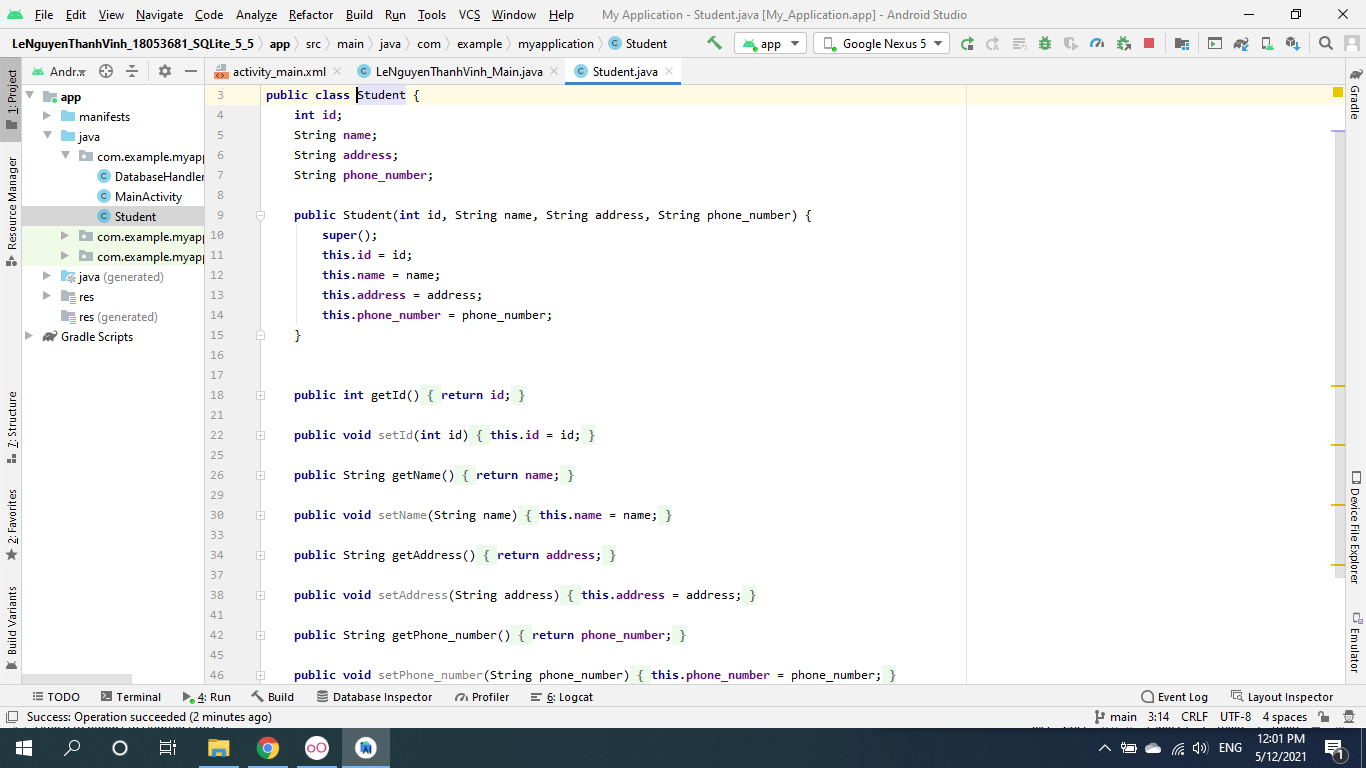 File Edit View Navigate Code Analyze Refactor Build Run Tools VCS Window Help My Application - Student.java [My_Application.app] - Android Studio
LeNguyenThanhVinh_18053681_SQLite_5_5 app src main java com example myapplication Student app Google Nexus 5
1: Project
Resource Manager
7: Structure
2: Favorites
Build Variants
Andr..
app
manifests
java
com.example.myapp
DatabaseHandler
MainActivity
Student
com.example.myapp
com.example.myapp
java (generated)
res
res (generated)
Gradle Scripts
activity_main.xml LeNguyenThanhVinh_Main.java Student.java
3 public class Student {
4 int id;
5 String name;
6 String address;
7 String phone_number;
8
9 public Student(int id, String name, String address, String phone_number) {
10 super();
11 this.id = id;
12 this.name = name;
13 this.address = address;
14 this.phone_number = phone_number;
15 }
16
17
18 public int getId() { return id; }
21
22 public void setId(int id) { this.id = id; }
25
26 public String getName() { return name; }
29
30 public void setName(String name) { this.name = name; }
33
34 public String getAddress() { return address; }
37
38 public void setAddress(String address) { this.address = address; }
41
42 public String getPhone_number() { return phone_number; }
45
46 public void setPhone_number(String phone_number) { this.phone_number = phone_number; }
Gradle
Device File Explorer
Emulator
TODO Terminal 4: Run Build Database Inspector Profiler 6: Logcat Event Log Layout Inspector
Success: Operation succeeded (2 minutes ago) main 3:14 CRLF UTF-8 4 spaces
ENG 12:01 PM
5/12/2021
1